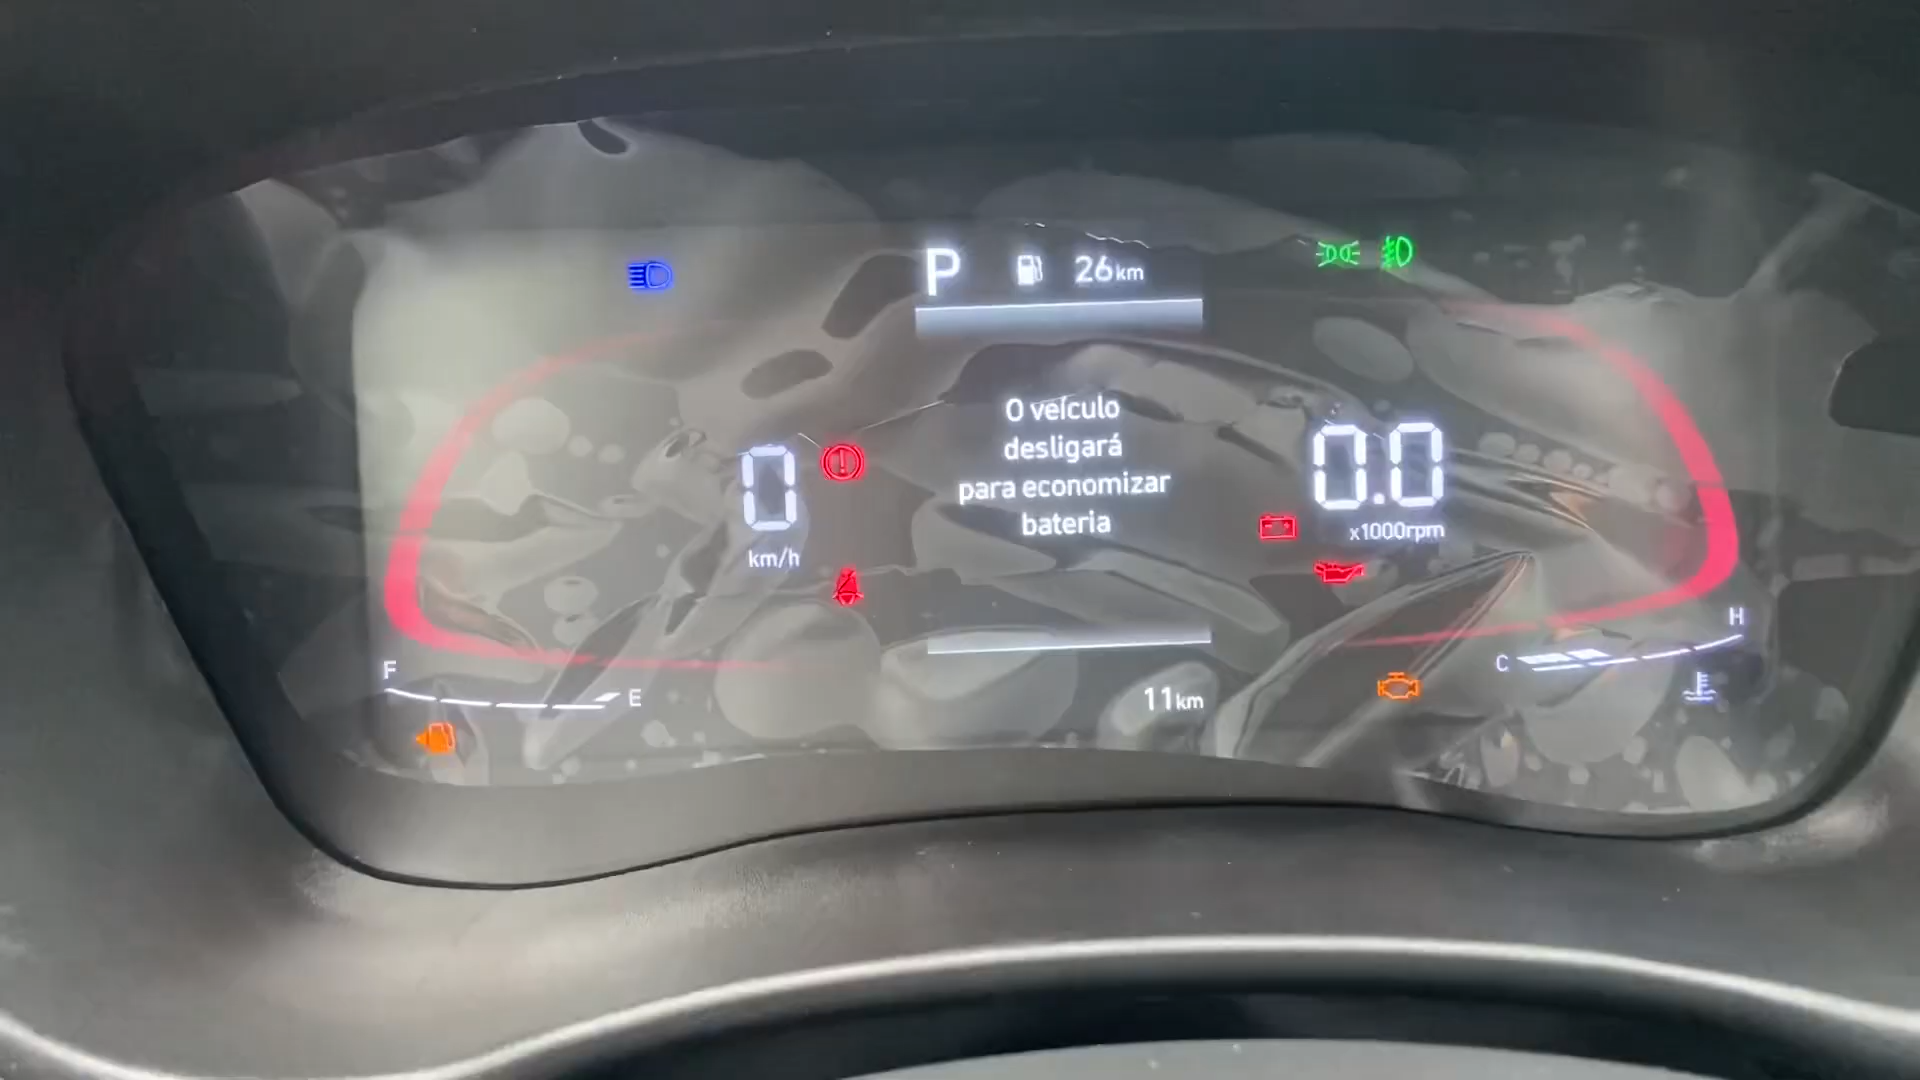 P 26km
O veículo
desligará
para economizar
bateria
0
km/h
0.0
x1000rpm
F
E
C
H
11km